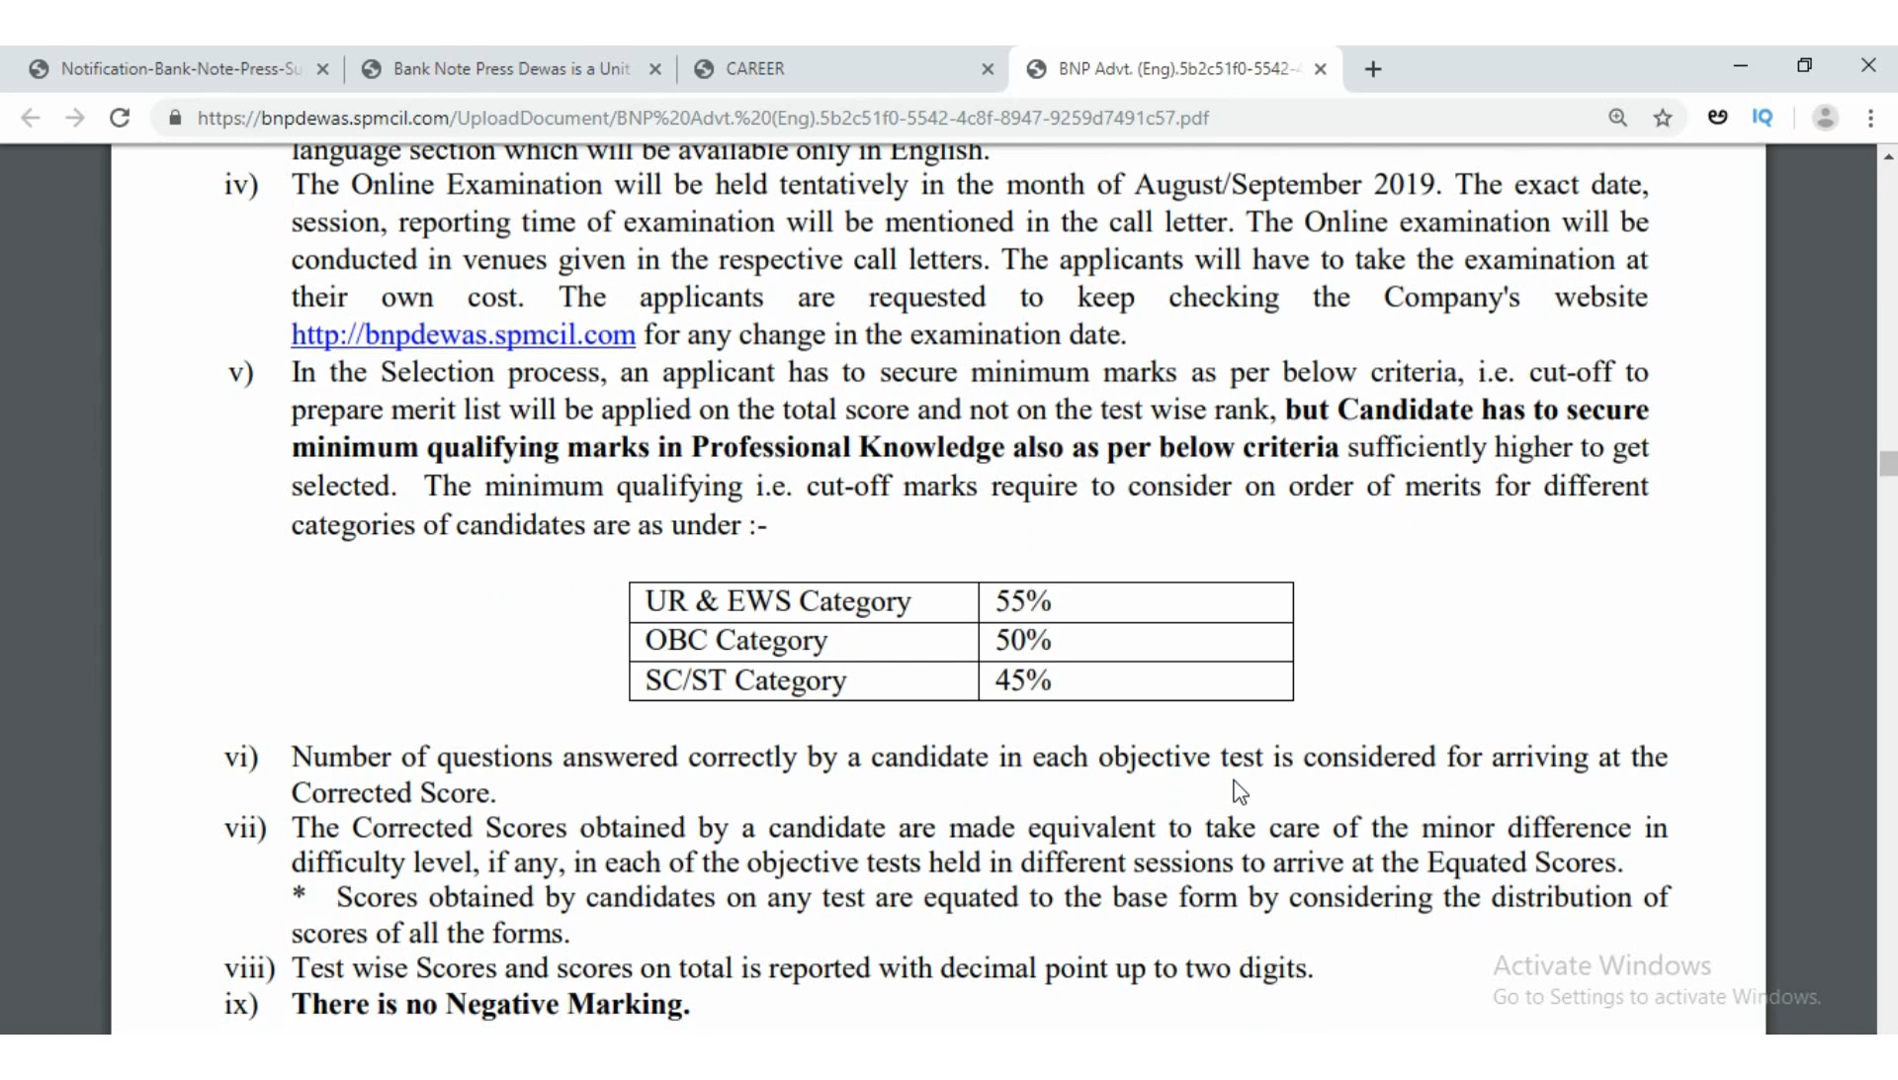 Notification-Bank-Note-Press-Su
Bank Note Press Dewas is a Unit
CAREER
BNP Advt. (Eng).5b2c51f0-5542-4
https://bnpdewas.spmcil.com/UploadDocument/BNP%20Advt.%20(Eng).5b2c51f0-5542-4c8f-8947-9259d7491c57.pdf
IQ
language section which will be available only in English.
iv) The Online Examination will be held tentatively in the month of August/September 2019. The exact date,
session, reporting time of examination will be mentioned in the call letter. The Online examination will be
conducted in venues given in the respective call letters. The applicants will have to take the examination at
their own cost. The applicants are requested to keep checking the Company's website
http://bnpdewas.spmcil.com for any change in the examination date.
v) In the Selection process, an applicant has to secure minimum marks as per below criteria, i.e. cut-off to
prepare merit list will be applied on the total score and not on the test wise rank, but Candidate has to secure
minimum qualifying marks in Professional Knowledge also as per below criteria sufficiently higher to get
selected. The minimum qualifying i.e. cut-off marks require to consider on order of merits for different
categories of candidates are as under :-
UR & EWS Category 55%
OBC Category 50%
SC/ST Category 45%
vi) Number of questions answered correctly by a candidate in each objective test is considered for arriving at the
Corrected Score.
vii) The Corrected Scores obtained by a candidate are made equivalent to take care of the minor difference in
difficulty level, if any, in each of the objective tests held in different sessions to arrive at the Equated Scores.
* Scores obtained by candidates on any test are equated to the base form by considering the distribution of
scores of all the forms.
viii) Test wise Scores and scores on total is reported with decimal point up to two digits.
ix) There is no Negative Marking.
Activate Windows
Go to Settings to activate Windows.